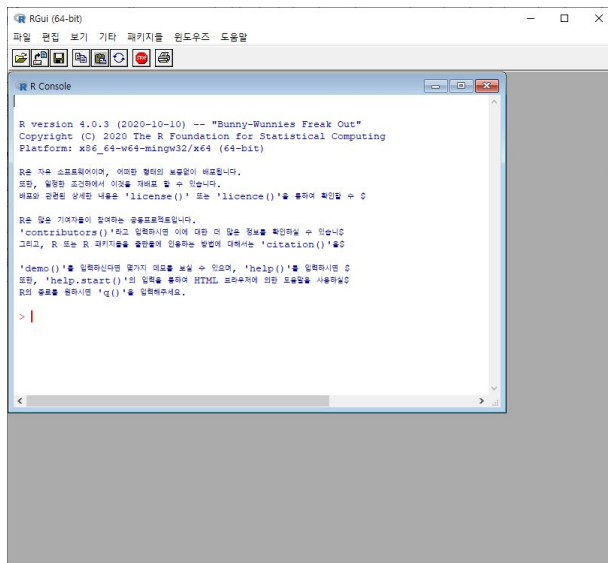 RGui (64-bit)
파일 편집 보기 기타 패키지들 윈도우즈 도움말
STOP
R Console
R version 4.0.3 (2020-10-10) -- "Bunny-Wunnies Freak Out"
Copyright (C) 2020 The R Foundation for Statistical Computing
Platform: x86_64-w64-mingw32/x64 (64-bit)
R은 자유 소프트웨어이며, 어떠한 형태의 보증없이 배포됩니다.
또한, 일정한 조건하에서 이것을 재배포 할 수 있습니다.
배포와 관련된 상세한 내용은 'license()' 또는 'licence()'을 통하여 확인할 수 $
R은 많은 기여자들이 참여하는 공동프로젝트입니다.
'contributors()'라고 입력하시면 이에 대한 더 많은 정보를 확인하실 수 있습니$
그리고, R 또는 R 패키지들을 출판물에 인용하는 방법에 대해서는 'citation()'을$
'demo()'를 입력하신다면 몇가지 데모를 보실 수 있으며, 'help()'를 입력하시면 $
또한, 'help.start()'의 입력을 통하여 HTML 브라우저에 의한 도움말을 사용하실$
R의 종료를 원하시면 'q()'을 입력해주세요.
>